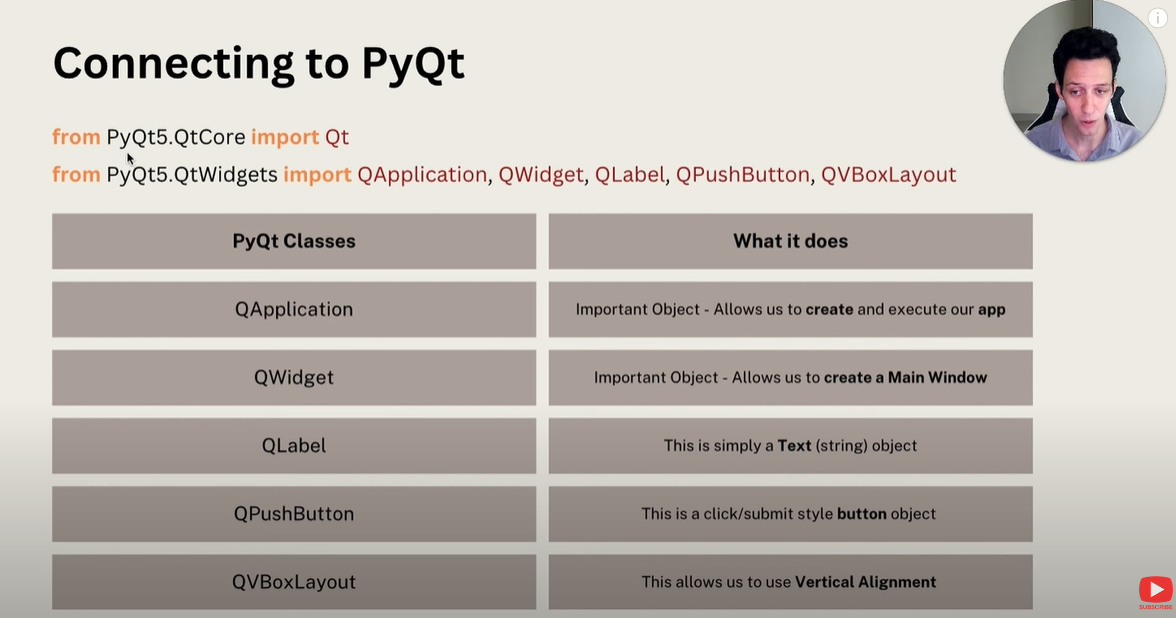 Connecting to PyQt
from PyQt5.QtCore import Qt
from PyQt5.QtWidgets import QApplication, QWidget, QLabel, QPushButton, QVBoxLayout
PyQt Classes What it does
QApplication Important Object - Allows us to create and execute our app
QWidget Important Object - Allows us to create a Main Window
QLabel This is simply a Text (string) object
QPushButton This is a click/submit style button object
QVBoxLayout This allows us to use Vertical Alignment
SUBSCRIBE